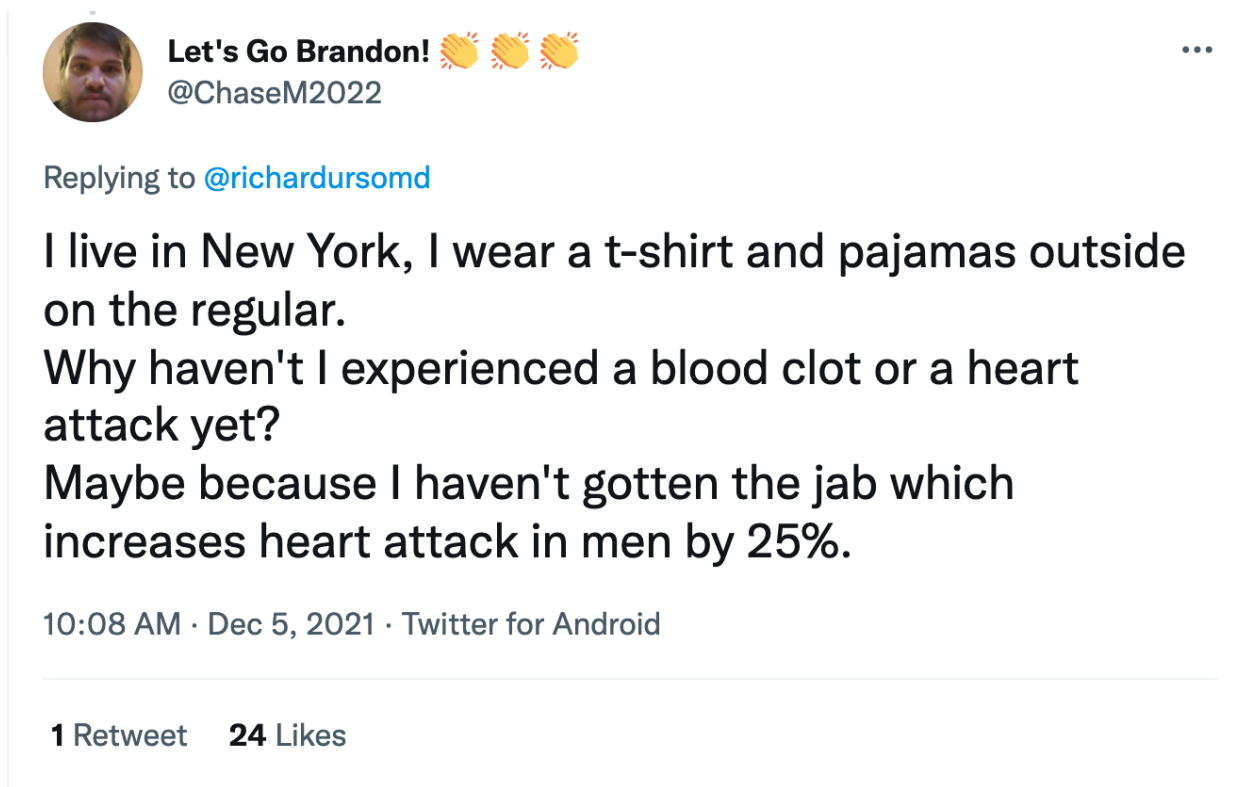 Let's Go Brandon! 👏 👏 👏
@ChaseM2022
Replying to @richardursomd
I live in New York, I wear a t-shirt and pajamas outside
on the regular.
Why haven't I experienced a blood clot or a heart
attack yet?
Maybe because I haven't gotten the jab which
increases heart attack in men by 25%.
10:08 AM · Dec 5, 2021 · Twitter for Android
1 Retweet 24 Likes